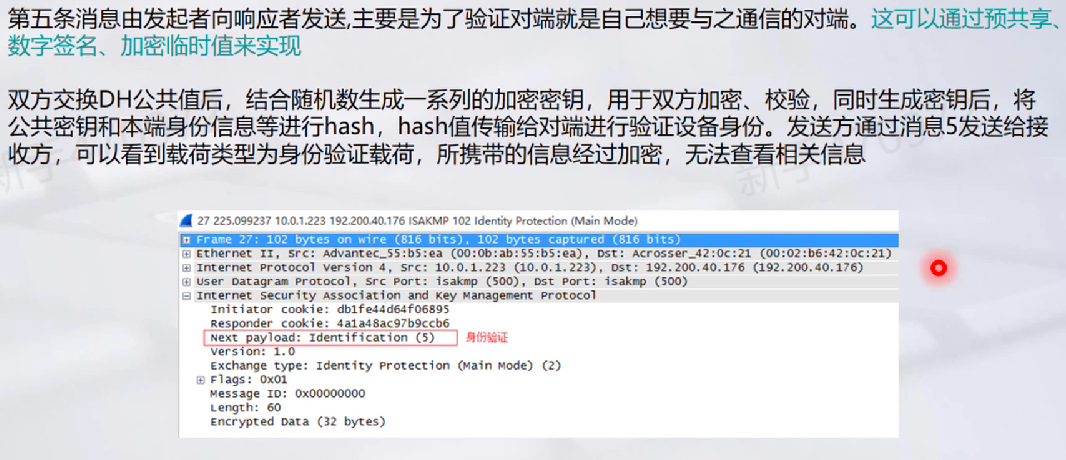 第五条消息由发起者向响应者发送,主要是为了验证对端就是自己想要与之通信的对端。这可以通过预共享、
数字签名、加密临时值来实现
双方交换DH公共值后，结合随机数生成一系列的加密密钥，用于双方加密、校验，同时生成密钥后，将
公共密钥和本端身份信息等进行hash，hash值传输给对端进行验证设备身份。发送方通过消息5发送给接
收方，可以看到载荷类型为身份验证载荷，所携带的信息经过加密，无法查看相关信息
27 225.099237 10.0.1.223 192.200.40.176 ISAKMP 102 Identity Protection (Main Mode)
Frame 27: 102 bytes on wire (816 bits), 102 bytes captured (816 bits)
Ethernet II, Src: Advantec_55:b5:ea (00:0b:ab:55:b5:ea), Dst: Acrosser_42:0c:21 (00:02:b6:42:0c:21)
Internet Protocol Version 4, Src: 10.0.1.223 (10.0.1.223), Dst: 192.200.40.176 (192.200.40.176)
User Datagram Protocol, Src Port: isakmp (500), Dst Port: isakmp (500)
Internet Security Association and Key Management Protocol
Initiator cookie: db1fe44d64f06895
Responder cookie: 4a1a48ac97b9ccb6
Next payload: Identification (5) 身份验证
Version: 1.0
Exchange type: Identity Protection (Main Mode) (2)
Flags: 0x01
Message ID: 0x00000000
Length: 60
Encrypted Data (32 bytes)